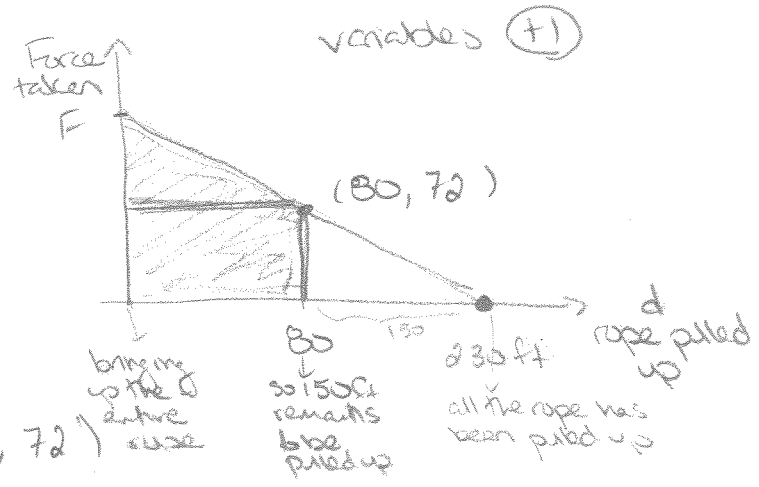 variables +1
Force
taken
F
(80, 72)
150
d
rope pulled
up
80
230 ft
bringing
up the
entire
so 150ft
remains
to be
pulled up
all the rope has
been pulled up
, 72)